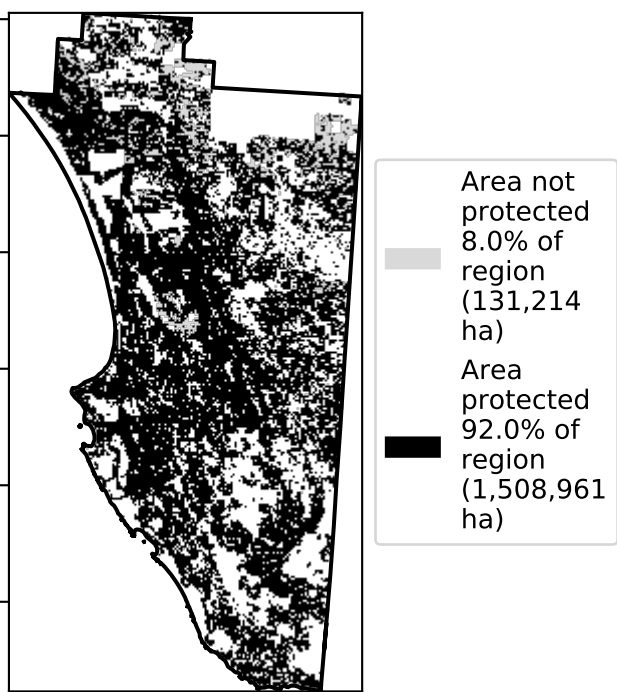 Area not
protected
8.0% of
region
(131,214
ha)
Area
protected
92.0% of
region
(1,508,961
ha)